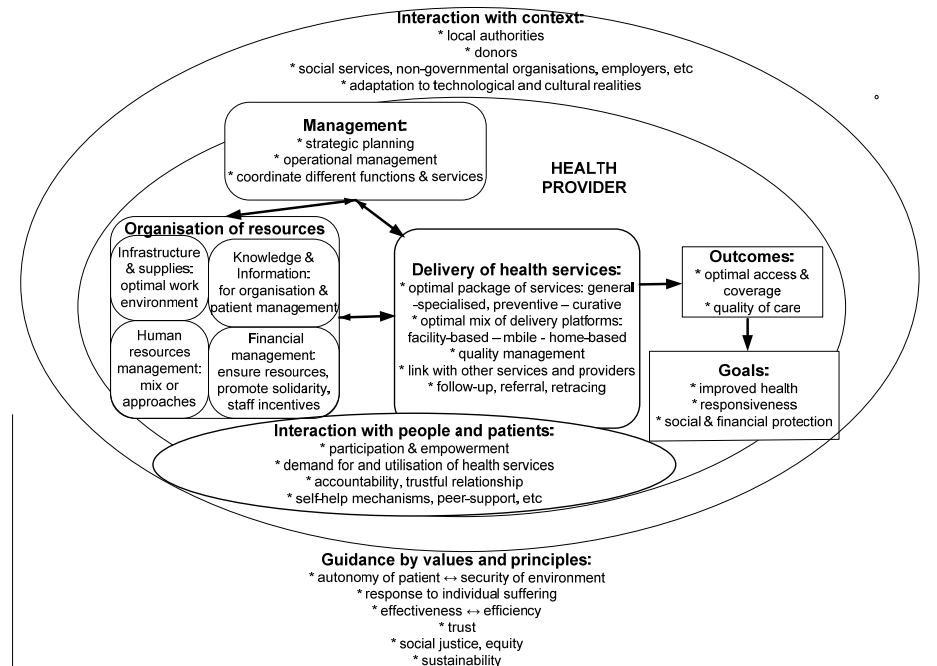 Interaction with context:
* local authorities
* donors
* social services, non-governmental organisations, employers, etc
* adaptation to technological and cultural realities
Management:
* strategic planning
* operational management
* coordinate different functions & services
HEALTH
PROVIDER
Organisation of resources
Infrastructure
& supplies:
optimal work
environment
Knowledge &
Information:
for organisation &
patient management
Human
resources
management:
mix or
approaches
Financial
management:
ensure resources,
promote solidarity,
staff incentives
Delivery of health services:
* optimal package of services: general
-specialised, preventive – curative
* optimal mix of delivery platforms:
facility-based – mbile - home-based
* quality management
* link with other services and providers
* follow-up, referral, retracing
Outcomes:
* optimal access &
coverage
* quality of care
Goals:
* improved health
* responsiveness
* social & financial protection
Interaction with people and patients:
* participation & empowerment
* demand for and utilisation of health services
* accountability, trustful relationship
* self-help mechanisms, peer-support, etc
Guidance by values and principles:
* autonomy of patient ↔ security of environment
* response to individual suffering
* effectiveness ↔ efficiency
* trust
* social justice, equity
* sustainability